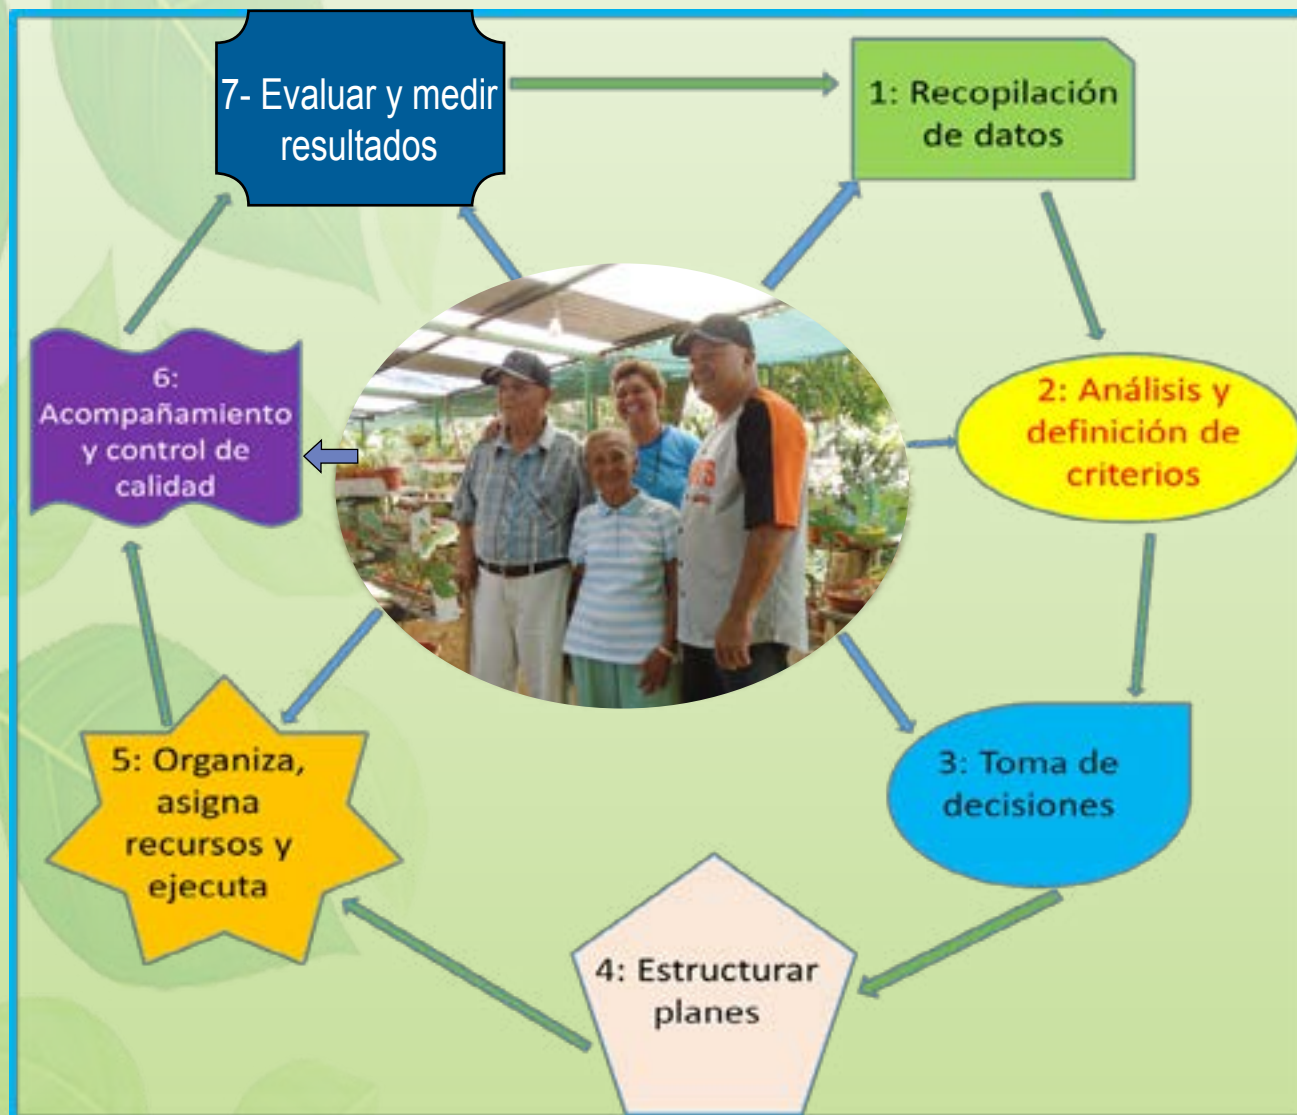 7- Evaluar y medir
resultados
1: Recopilación
de datos
2: Análisis y
definición de
criterios
3: Toma de
decisiones
4: Estructurar
planes
5: Organiza,
asigna
recursos y
ejecuta
6:
Acompañamiento
y control de
calidad